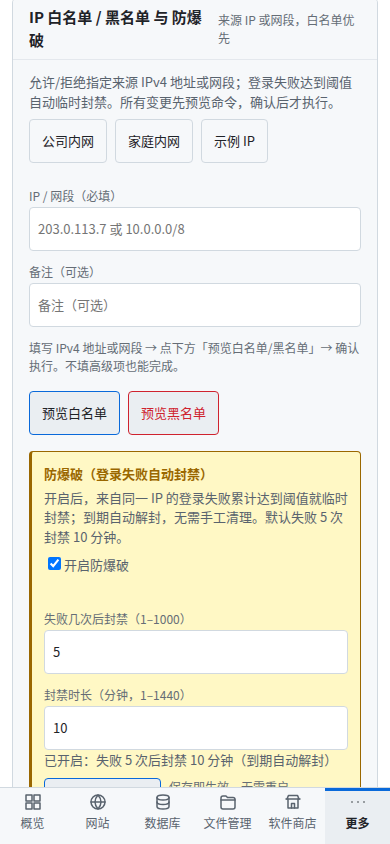 IP 白名单 / 黑名单 与 防爆
破
来源 IP 或网段，白名单优
先
允许/拒绝指定来源 IPv4 地址或网段；登录失败达到阈值
自动临时封禁。所有变更先预览命令，确认后才执行。
公司内网
家庭内网
示例 IP
IP / 网段（必填）
203.0.113.7 或 10.0.0.0/8
备注（可选）
备注（可选）
填写 IPv4 地址或网段 → 点下方「预览白名单/黑名单」→ 确认
执行。不填高级项也能完成。
预览白名单
预览黑名单
防爆破（登录失败自动封禁）
开启后，来自同一 IP 的登录失败累计达到阈值就临时
封禁；到期自动解封，无需手工清理。默认失败 5 次
封禁 10 分钟。
开启防爆破
失败几次后封禁（1–1000）
5
封禁时长（分钟，1–1440）
10
已开启：失败 5 次后封禁 10 分钟（到期自动解封）
保存即生效，无需重启
概览
网站
数据库
文件管理
软件商店
更多